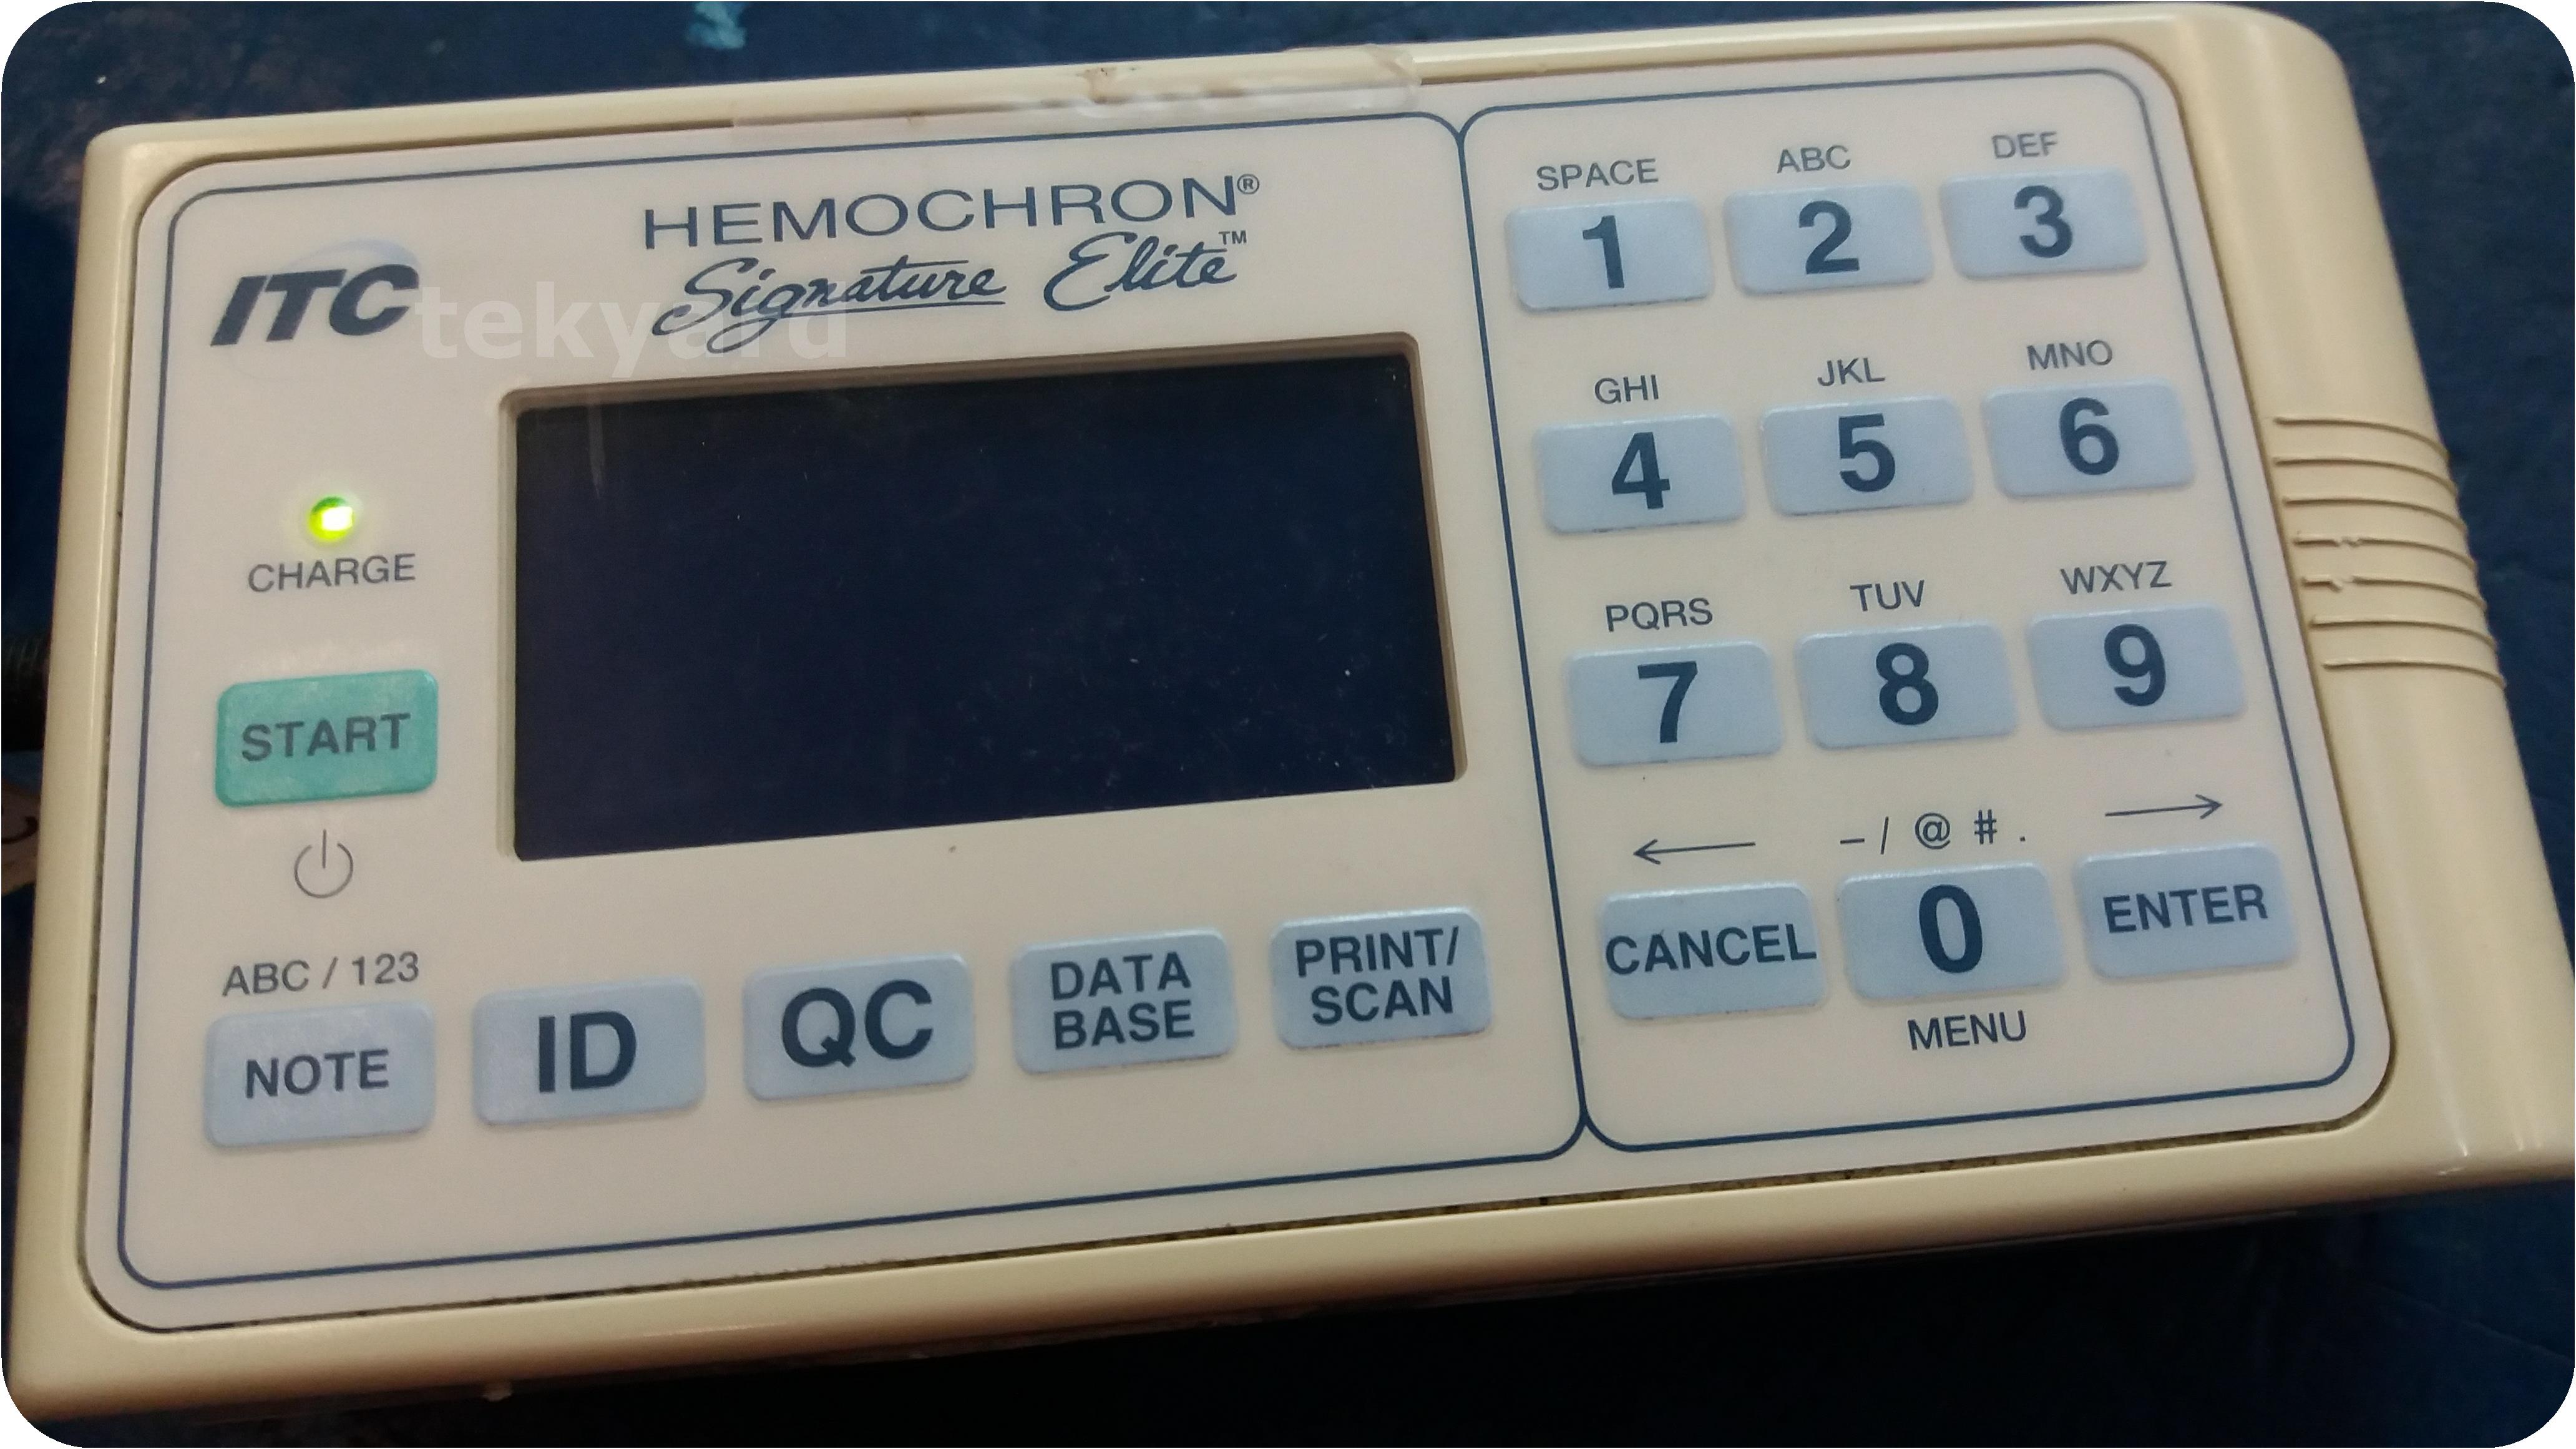 HEMOCHRON®
Signature Elite™
ITC
tekyard
CHARGE
START
ABC / 123
NOTE
ID
QC
DATA
BASE
PRINT/
SCAN
SPACE ABC DEF
1 2 3
GHI JKL MNO
4 5 6
PQRS TUV WXYZ
7 8 9
← – / @ # . →
CANCEL 0 ENTER
MENU